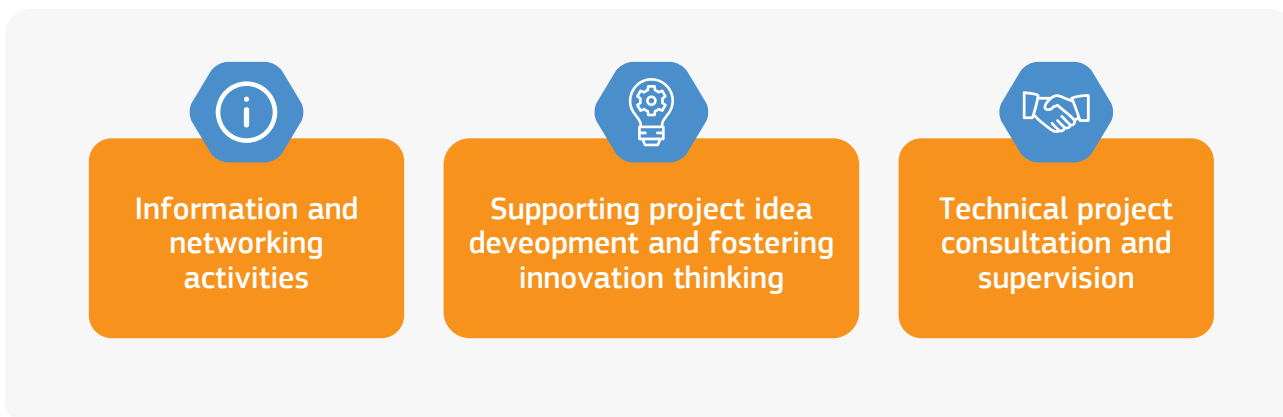 Information and
networking
activities
Supporting project idea
deveopment and fostering
innovation thinking
Technical project
consultation and
supervision